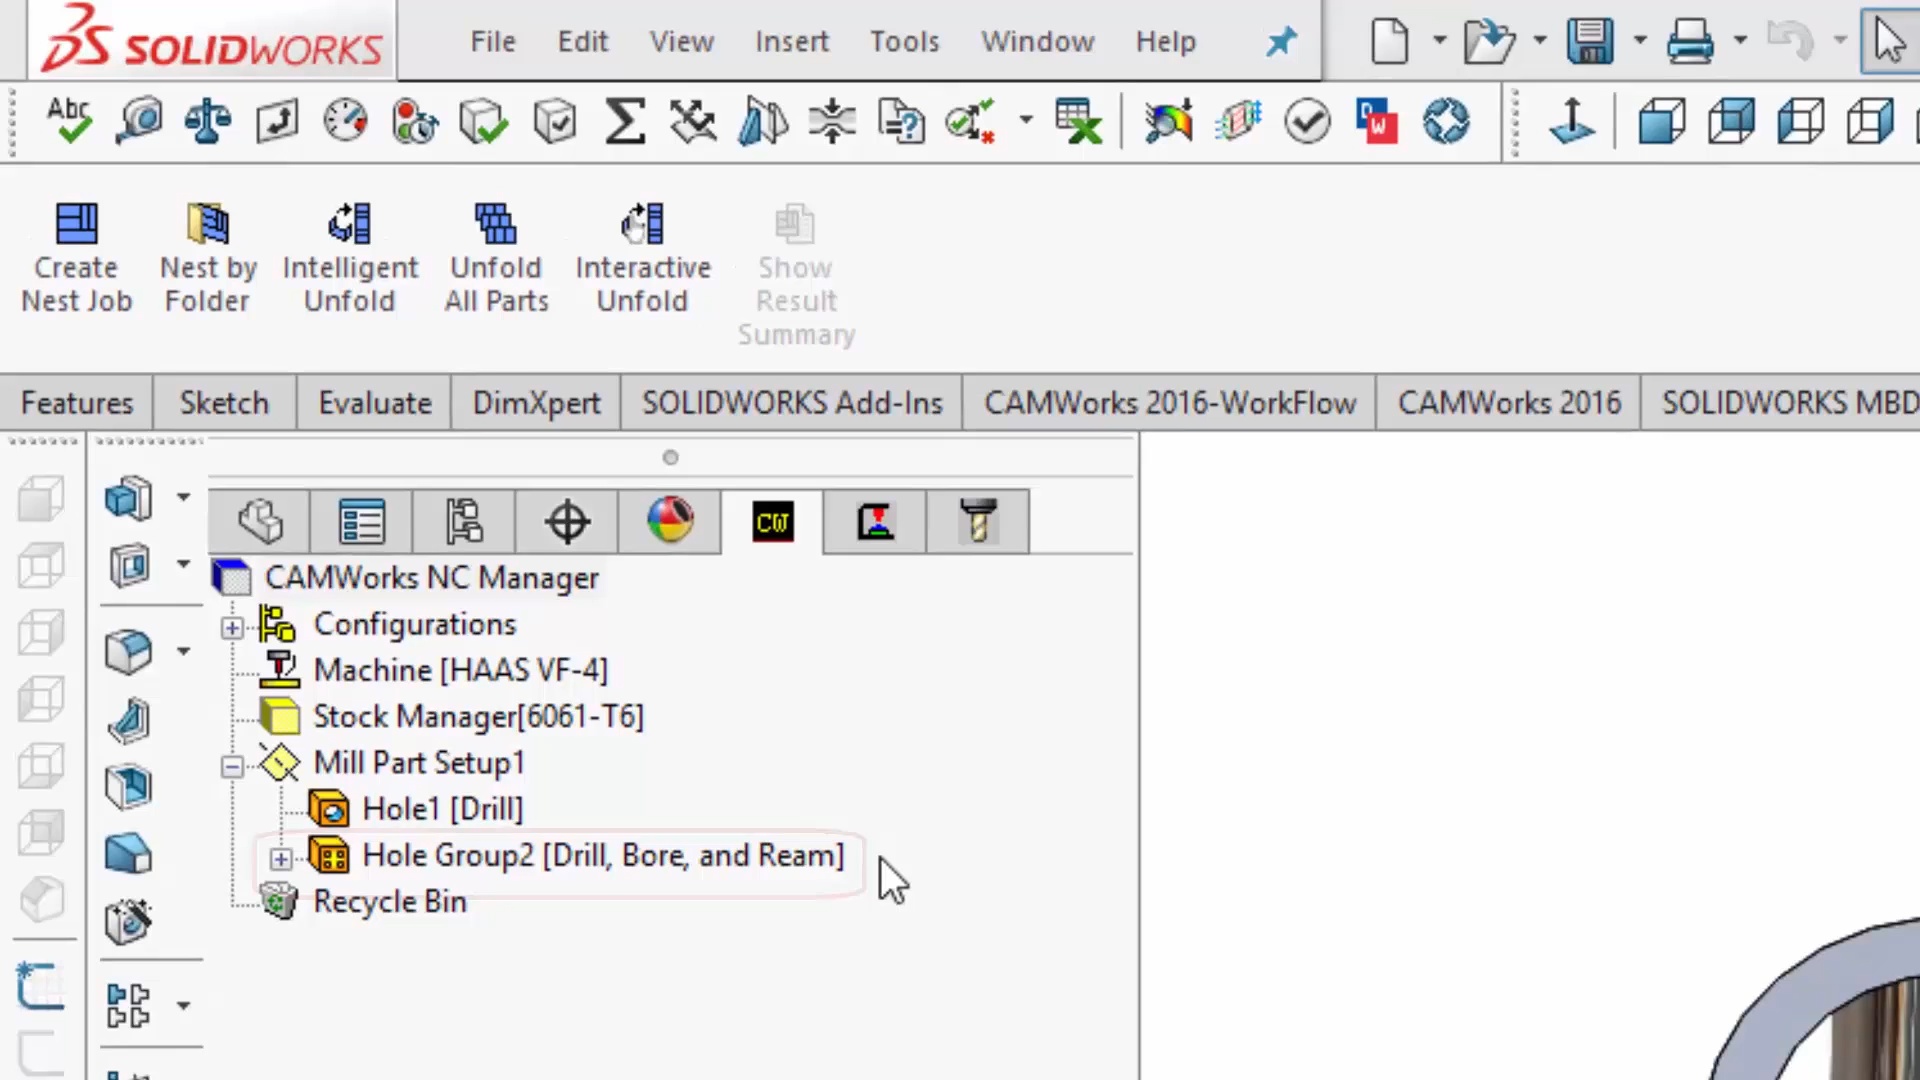 SOLIDWORKS
File Edit View Insert Tools Window Help
Abc
D
W
Create
Nest Job
Nest by
Folder
Intelligent
Unfold
Unfold
All Parts
Interactive
Unfold
Show
Result
Summary
Features Sketch Evaluate DimXpert SOLIDWORKS Add-Ins CAMWorks 2016-WorkFlow CAMWorks 2016 SOLIDWORKS MBD
CW
CAMWorks NC Manager
Configurations
Machine [HAAS VF-4]
Stock Manager[6061-T6]
Mill Part Setup1
Hole1 [Drill]
Hole Group2 [Drill, Bore, and Ream]
Recycle Bin